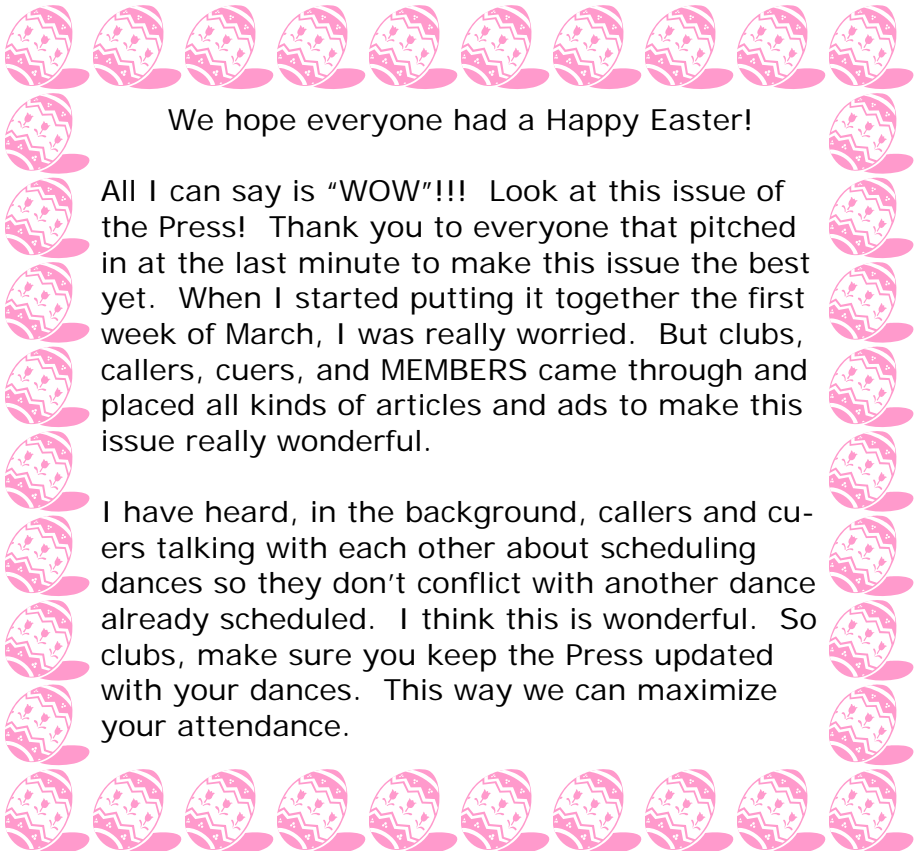 We hope everyone had a Happy Easter!
All I can say is “WOW”!!!  Look at this issue of
the Press!  Thank you to everyone that pitched
in at the last minute to make this issue the best
yet.  When I started putting it together the first
week of March, I was really worried.  But clubs,
callers, cuers, and MEMBERS came through and
placed all kinds of articles and ads to make this
issue really wonderful.
I have heard, in the background, callers and cu-
ers talking with each other about scheduling
dances so they don’t conflict with another dance
already scheduled.  I think this is wonderful.  So
clubs, make sure you keep the Press updated
with your dances.  This way we can maximize
your attendance.